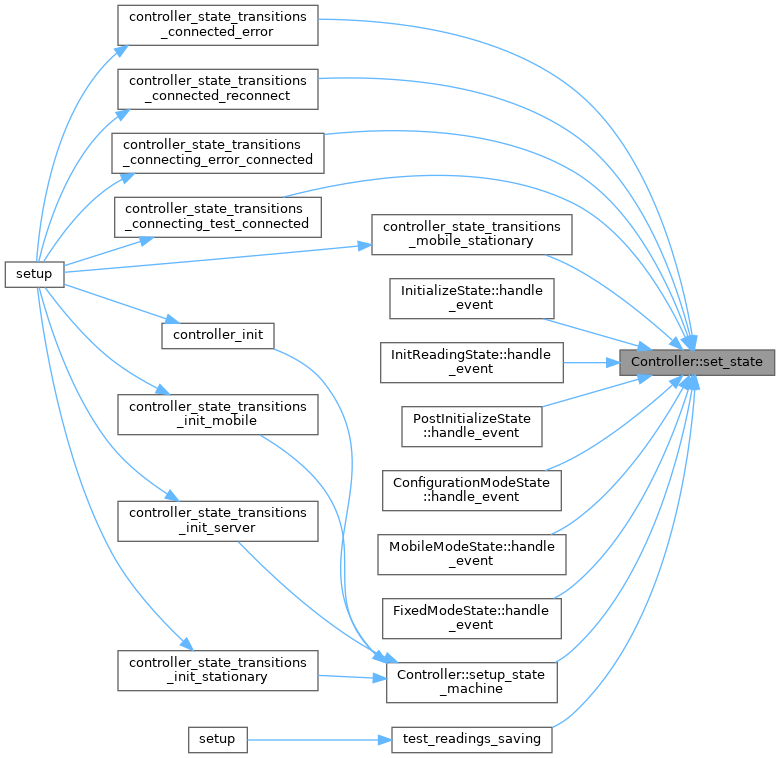 controller_state_transitions
_connected_error
controller_state_transitions
_connected_reconnect
controller_state_transitions
_connecting_error_connected
controller_state_transitions
_connecting_test_connected
controller_state_transitions
_mobile_stationary
setup
InitializeState::handle
_event
controller_init
InitReadingState::handle
_event
Controller::set_state
controller_state_transitions
_init_mobile
PostInitializeState
::handle_event
ConfigurationModeState
::handle_event
controller_state_transitions
_init_server
MobileModeState::handle
_event
FixedModeState::handle
_event
controller_state_transitions
_init_stationary
Controller::setup_state
_machine
setup
test_readings_saving